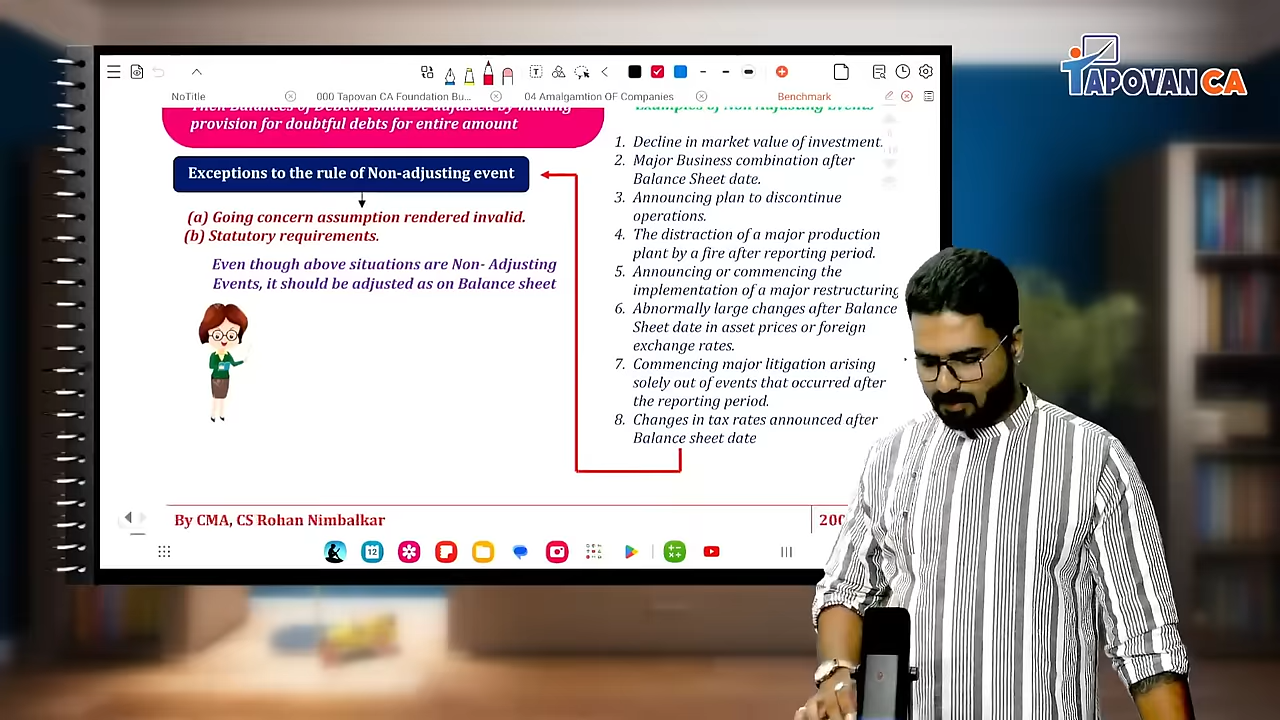 TAPOVAN CA
NoTitle
000 Tapovan CA Foundation Bu...
04 Amalgamtion OF Companies
Benchmark
provision for doubtful debts for entire amount
Exceptions to the rule of Non-adjusting event
(a) Going concern assumption rendered invalid.
(b) Statutory requirements.
Even though above situations are Non- Adjusting
Events, it should be adjusted as on Balance sheet
Examples of Non Adjusting Events
1. Decline in market value of investment.
2. Major Business combination after
Balance Sheet date.
3. Announcing plan to discontinue
operations.
4. The distraction of a major production
plant by a fire after reporting period.
5. Announcing or commencing the
implementation of a major restructuring
6. Abnormally large changes after Balance
Sheet date in asset prices or foreign
exchange rates.
7. Commencing major litigation arising
solely out of events that occurred after
the reporting period.
8. Changes in tax rates announced after
Balance sheet date
By CMA, CS Rohan Nimbalkar
200
12